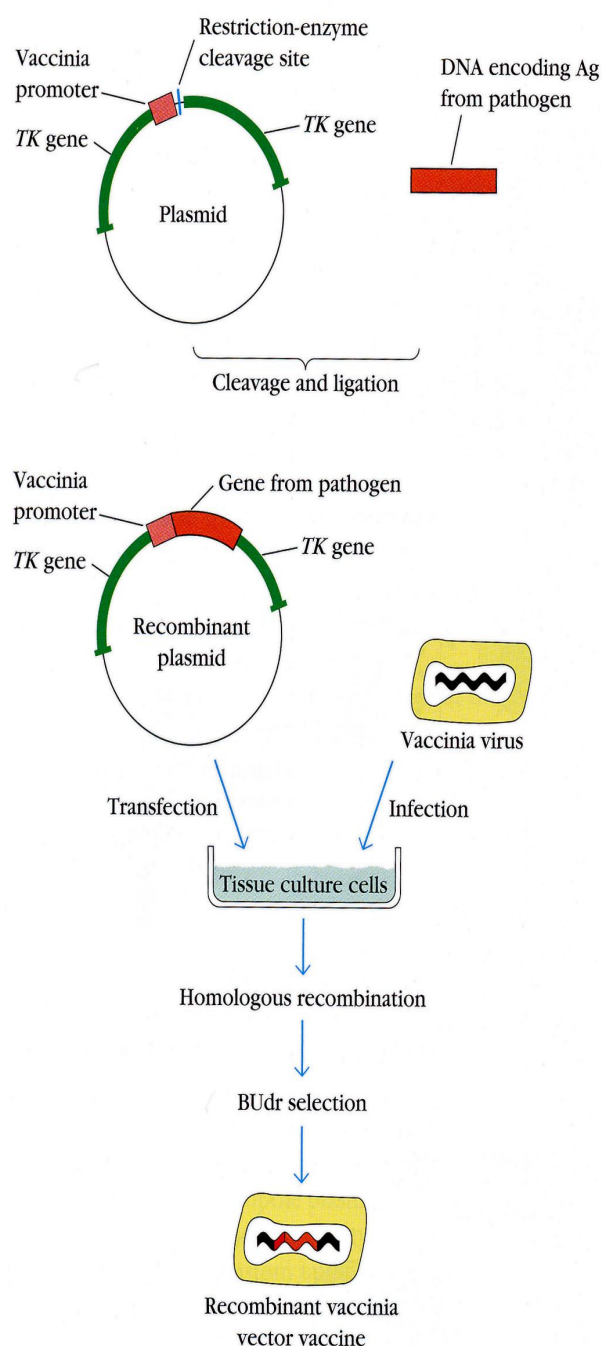 Restriction-enzyme
cleavage site
Vaccinia
promoter
DNA encoding Ag
from pathogen
TK gene
TK gene
Plasmid
Cleavage and ligation
Vaccinia
promoter
Gene from pathogen
TK gene
TK gene
Recombinant
plasmid
Vaccinia virus
Transfection
Infection
Tissue culture cells
Homologous recombination
BUdr selection
Recombinant vaccinia
vector vaccine